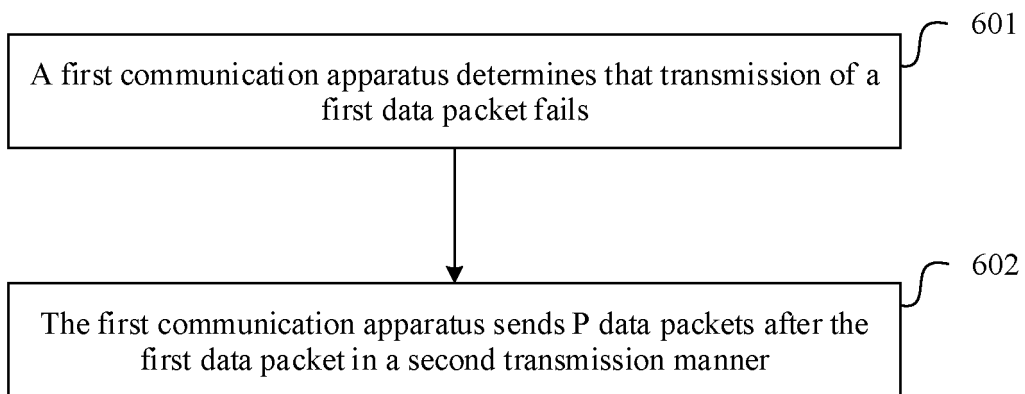 601
A first communication apparatus determines that transmission of a
first data packet fails
602
The first communication apparatus sends P data packets after the
first data packet in a second transmission manner